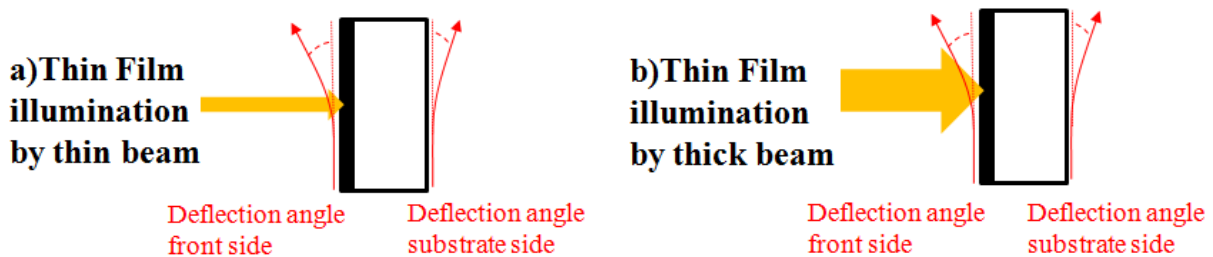 a)Thin Film
illumination
by thin beam
Deflection angle
front side
Deflection angle
substrate side
b)Thin Film
illumination
by thick beam
Deflection angle
front side
Deflection angle
substrate side